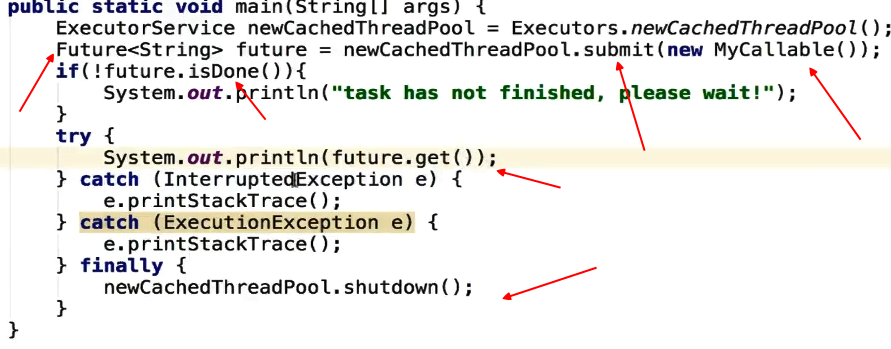 public static void main(String[] args) {
    ExecutorService newCachedThreadPool = Executors.newCachedThreadPool();
    Future<String> future = newCachedThreadPool.submit(new MyCallable());
    if(!future.isDone()){
        System.out.println("task has not finished, please wait!");
    }
    try {
        System.out.println(future.get());
    } catch (InterruptedException e) {
        e.printStackTrace();
    } catch (ExecutionException e) {
        e.printStackTrace();
    } finally {
        newCachedThreadPool.shutdown();
    }
}